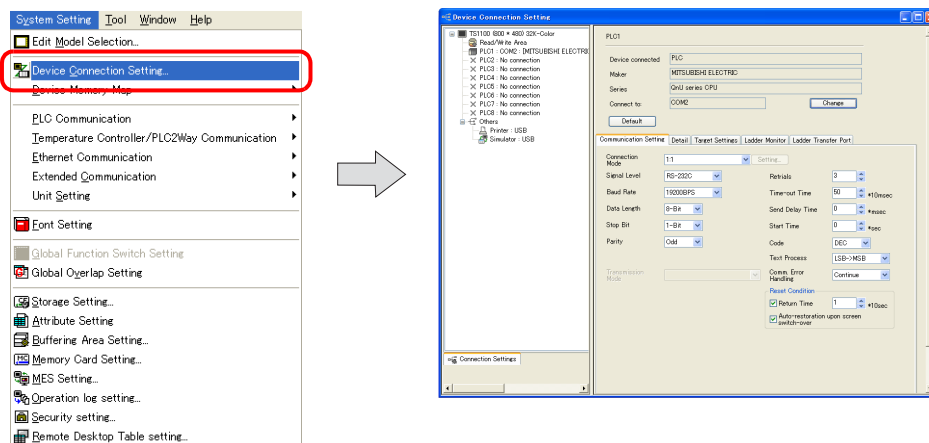 System Setting Tool Window Help
Edit Model Selection...
Device Connection Setting...
Device Memory Map
PLC Communication
Temperature Controller/PLC2Way Communication
Ethernet Communication
Extended Communication
Unit Setting
Font Setting
Global Function Switch Setting
Global Overlap Setting
Storage Setting...
Attribute Setting
Buffering Area Setting...
Memory Card Setting...
MES Setting...
Operation log setting...
Security setting...
Remote Desktop Table setting...
Device Connection Setting
TS1100 (800 * 480) 32K-Color
Read/Write Area
PLC1 : COM2 : [MITSUBISHI ELECTRIC
PLC2 : No connection
PLC3 : No connection
PLC4 : No connection
PLC5 : No connection
PLC6 : No connection
PLC7 : No connection
PLC8 : No connection
Others
Printer : USB
Simulator : USB
Connection Settings
PLC1
Device connected PLC
Maker MITSUBISHI ELECTRIC
Series QnU series CPU
Connect to: COM2 Change
Default
Communication Setting Detail Target Settings Ladder Monitor Ladder Transfer Port
Connection Mode 1:1 Setting...
Signal Level RS-232C Retrials 3
Baud Rate 19200BPS Time-out Time 50 *10msec
Data Length 8-Bit Send Delay Time 0 *msec
Stop Bit 1-Bit Start Time 0 *sec
Parity Odd Code DEC
Text Process LSB->MSB
Transmission Mode Comm. Error Handling Continue
Reset Condition
Return Time 1 *10sec
Auto-restoration upon screen
switch-over